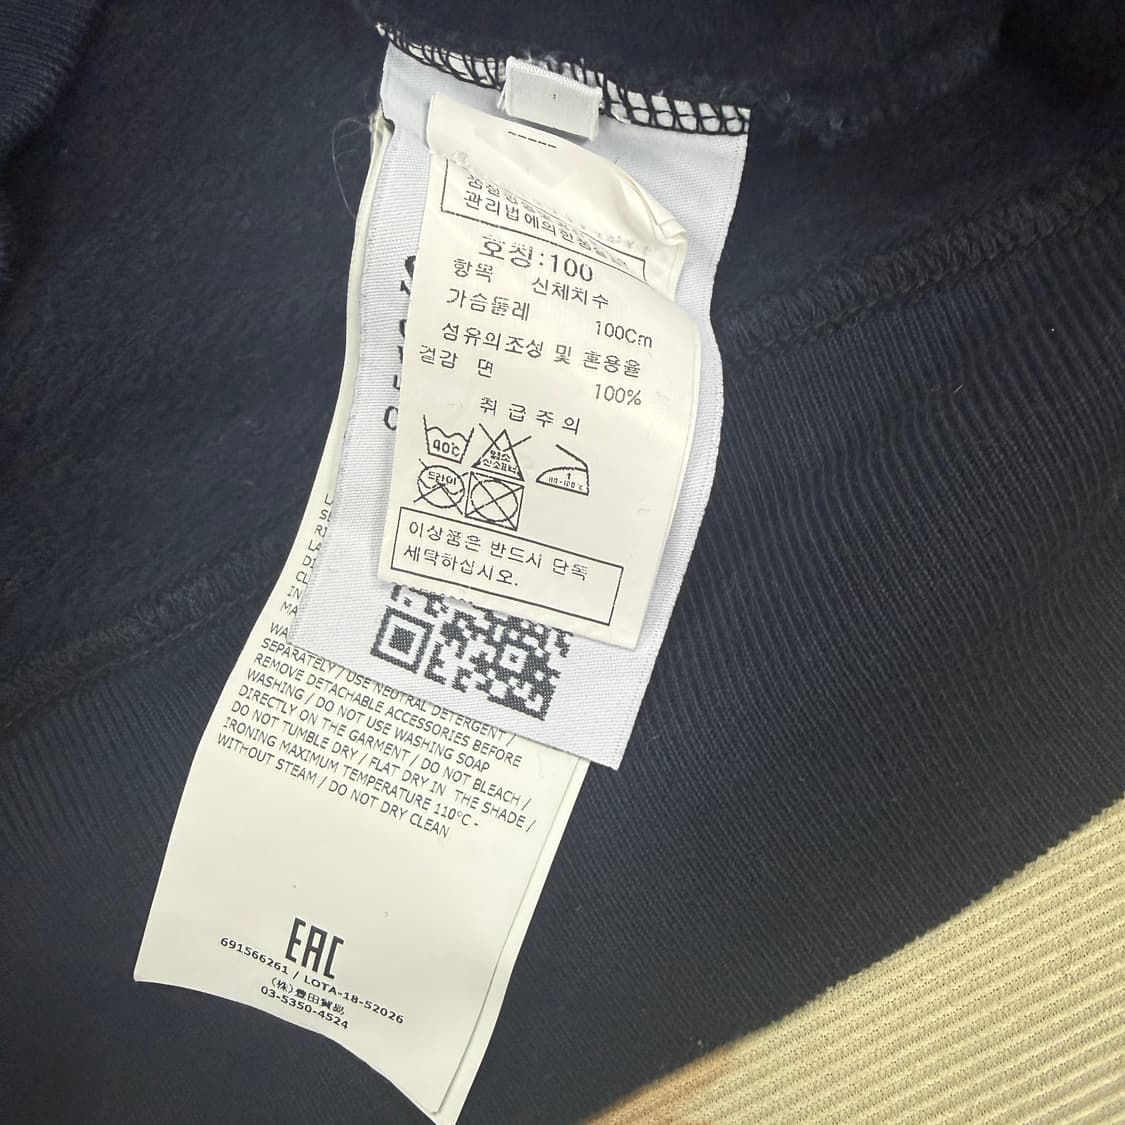 관리법에의한
호칭:100
항목 신체치수
가슴둘레 100Cm
섬유의조성 및 혼용율
겉감 면 100%
취급주의
40℃
염소
드라이
1
110-120℃
이상품은 반드시 단독
세탁하십시오.
SEPARATELY / USE NEUTRAL DETERGENT /
REMOVE DETACHABLE ACCESSORIES BEFORE
WASHING / DO NOT USE WASHING SOAP
DIRECTLY ON THE GARMENT / DO NOT BLEACH /
DO NOT TUMBLE DRY / FLAT DRY IN THE SHADE /
IRONING MAXIMUM TEMPERATURE 110°C -
WITHOUT STEAM / DO NOT DRY CLEAN
EAC
691566261 / LOTA-18-52026
(株)豊田貿易
03-5350-4524